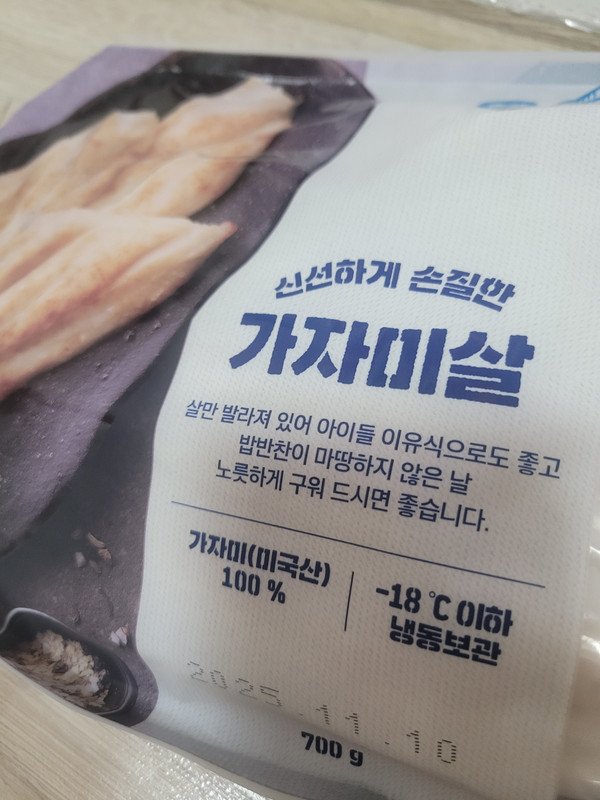 신선하게 손질한
가자미살
살만 발라져 있어 아이들 이유식으로도 좋고
밥반찬이 마땅하지 않은 날
노릇하게 구워 드시면 좋습니다.
가자미(미국산)
100 %
-18 ℃ 이하
냉동보관
2025.11.10
700 g